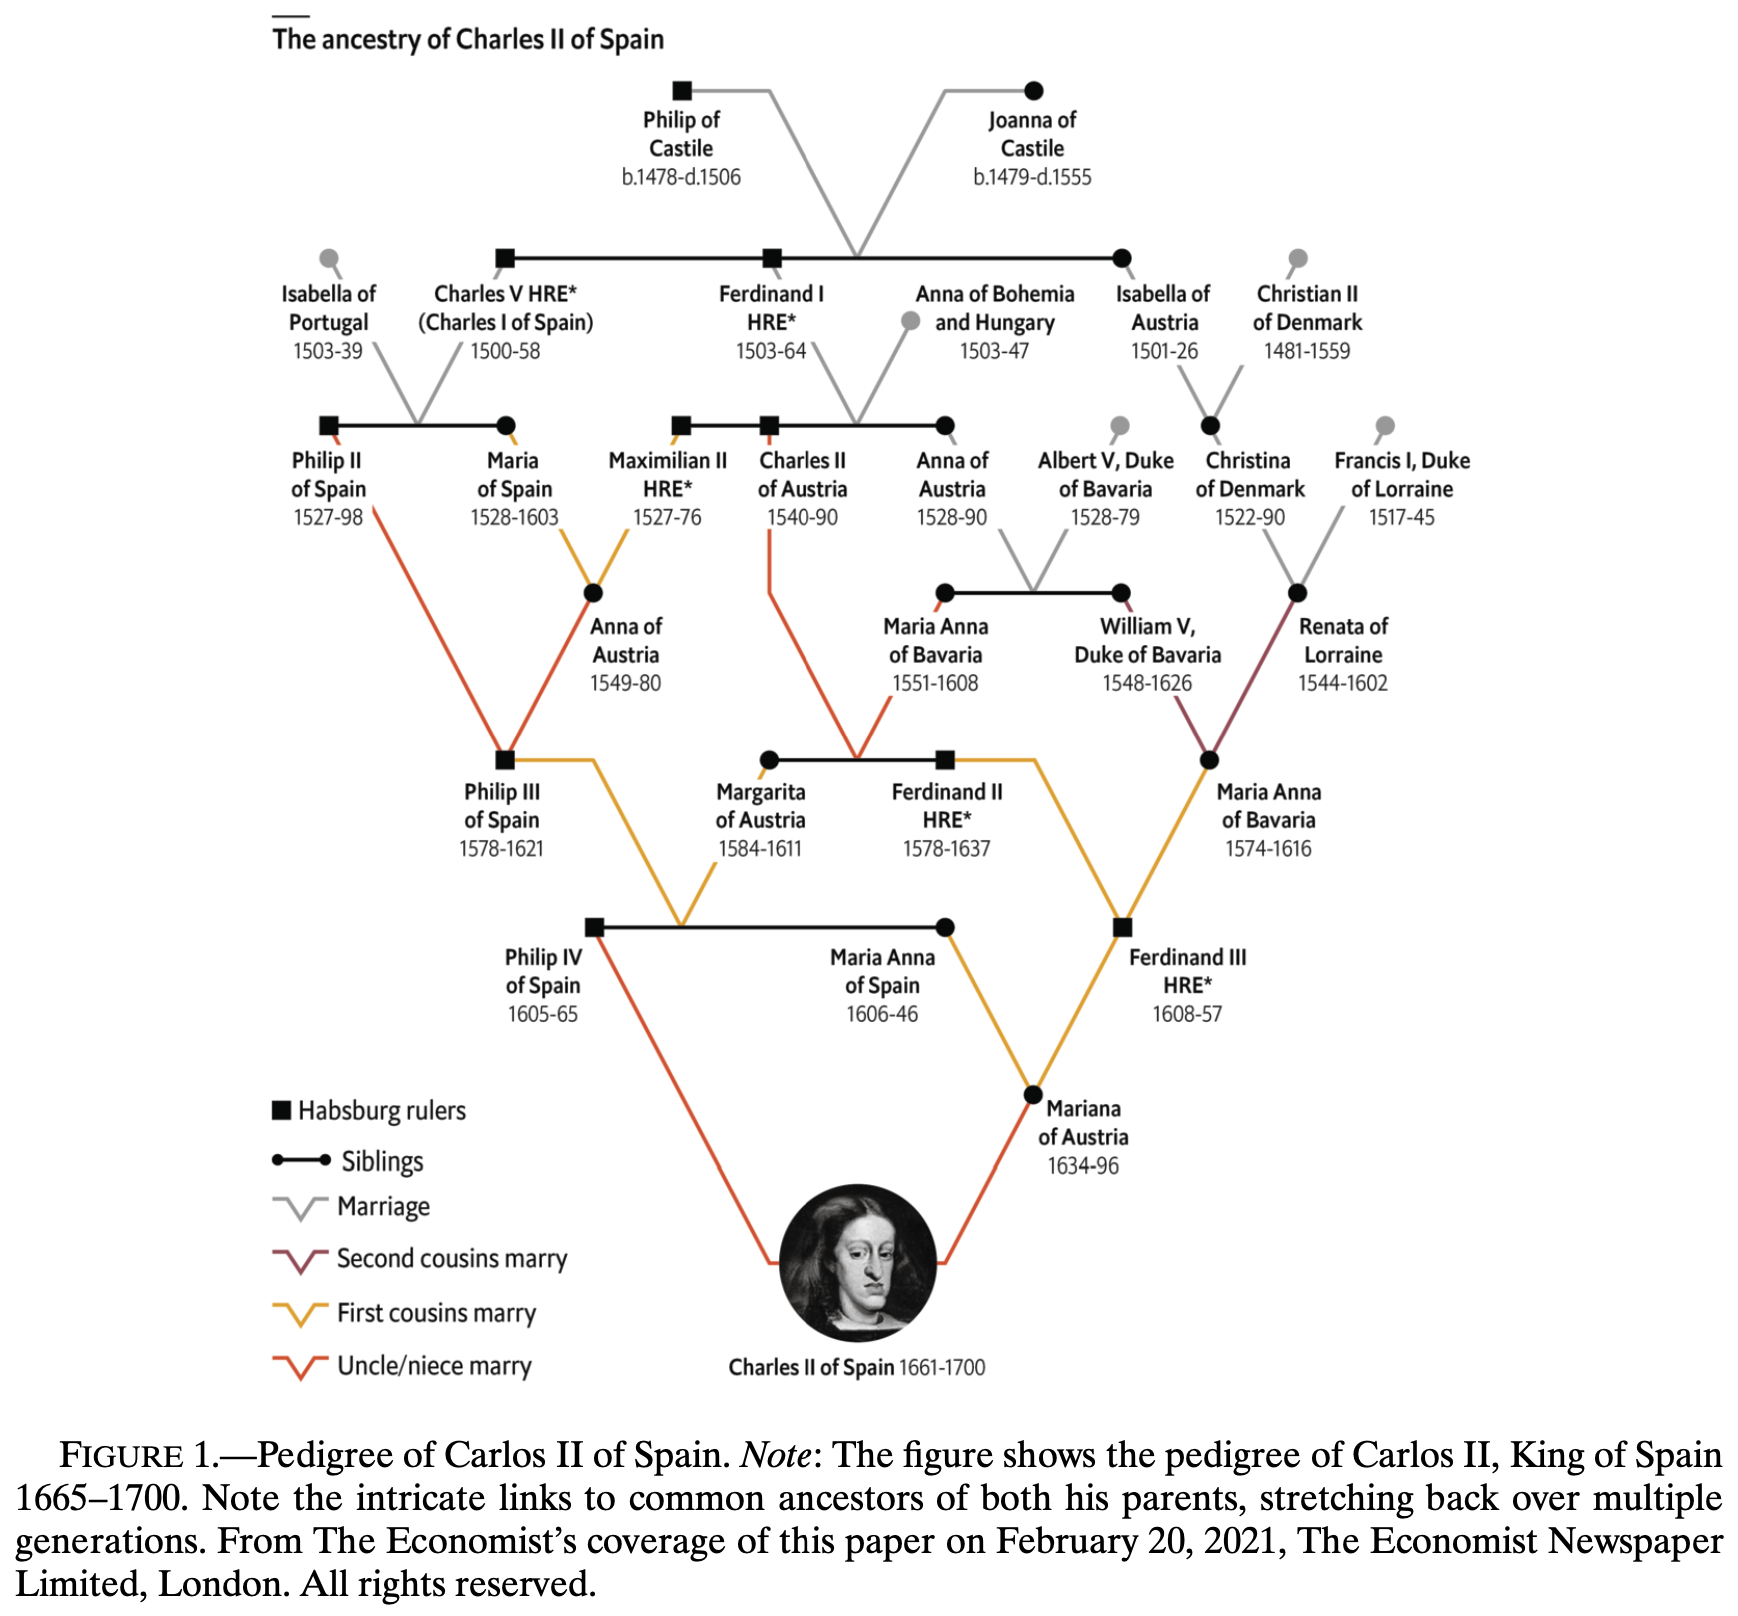 The ancestry of Charles II of Spain
Philip of
Castile
b.1478-d.1506
Joanna of
Castile
b.1479-d.1555
Isabella of
Portugal
1503-39
Charles V HRE*
(Charles I of Spain)
1500-58
Ferdinand I
HRE*
1503-64
Anna of Bohemia
and Hungary
1503-47
Isabella of
Austria
1501-26
Christian II
of Denmark
1481-1559
Philip II
of Spain
1527-98
Maria
of Spain
1528-1603
Maximilian II
HRE*
1527-76
Charles II
of Austria
1540-90
Anna of
Austria
1528-90
Albert V, Duke
of Bavaria
1528-79
Christina
of Denmark
1522-90
Francis I, Duke
of Lorraine
1517-45
Anna of
Austria
1549-80
Maria Anna
of Bavaria
1551-1608
William V,
Duke of Bavaria
1548-1626
Renata of
Lorraine
1544-1602
Philip III
of Spain
1578-1621
Margarita
of Austria
1584-1611
Ferdinand II
HRE*
1578-1637
Maria Anna
of Bavaria
1574-1616
Philip IV
of Spain
1605-65
Maria Anna
of Spain
1606-46
Ferdinand III
HRE*
1608-57
Mariana
of Austria
1634-96
Habsburg rulers
Siblings
Marriage
Second cousins marry
First cousins marry
Uncle/niece marry
Charles II of Spain 1661-1700
FIGURE 1.—Pedigree of Carlos II of Spain. Note: The figure shows the pedigree of Carlos II, King of Spain
1665–1700. Note the intricate links to common ancestors of both his parents, stretching back over multiple
generations. From The Economist’s coverage of this paper on February 20, 2021, The Economist Newspaper
Limited, London. All rights reserved.